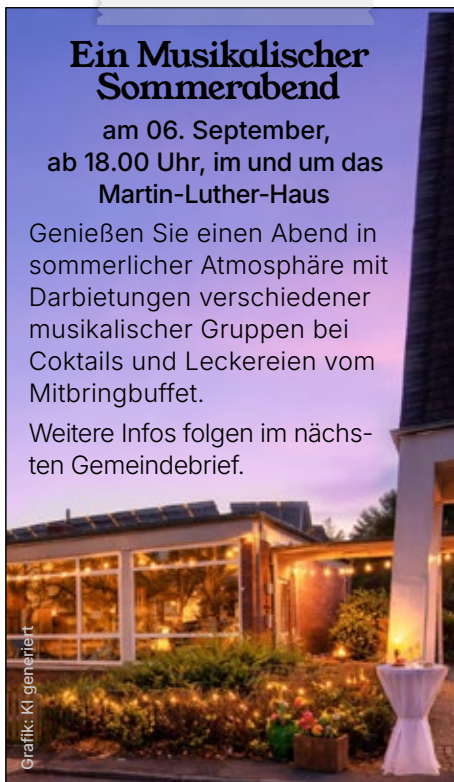 Ein Musikalischer
Sommerabend
am 06. September,
ab 18.00 Uhr, im und um das
Martin-Luther-Haus
Genießen Sie einen Abend in
sommerlicher Atmosphäre mit
Darbietungen verschiedener
musikalischer Gruppen bei
Coktails und Leckereien vom
Mitbringbuffet.
Weitere Infos folgen im nächs-
ten Gemeindebrief.
Grafik: KI generiert